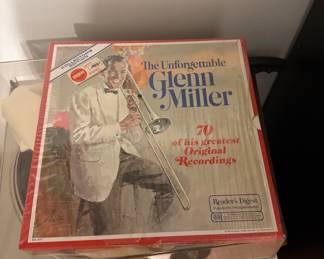 The Unforgettable
Glenn
Miller
70
of his greatest
Original
Recordings
Reader's Digest